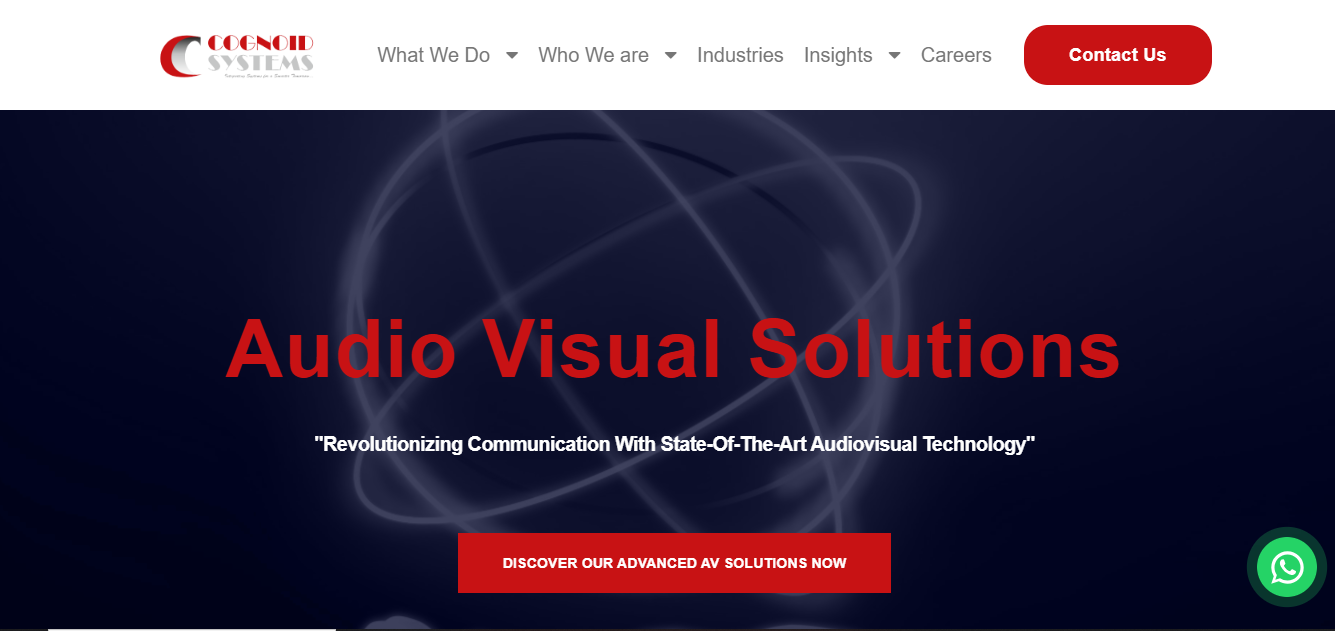 COGNOID
SYSTEMS
What We Do
Who We are
Industries
Insights
Careers
Contact Us
Audio Visual Solutions
"Revolutionizing Communication With State-Of-The-Art Audiovisual Technology"
DISCOVER OUR ADVANCED AV SOLUTIONS NOW